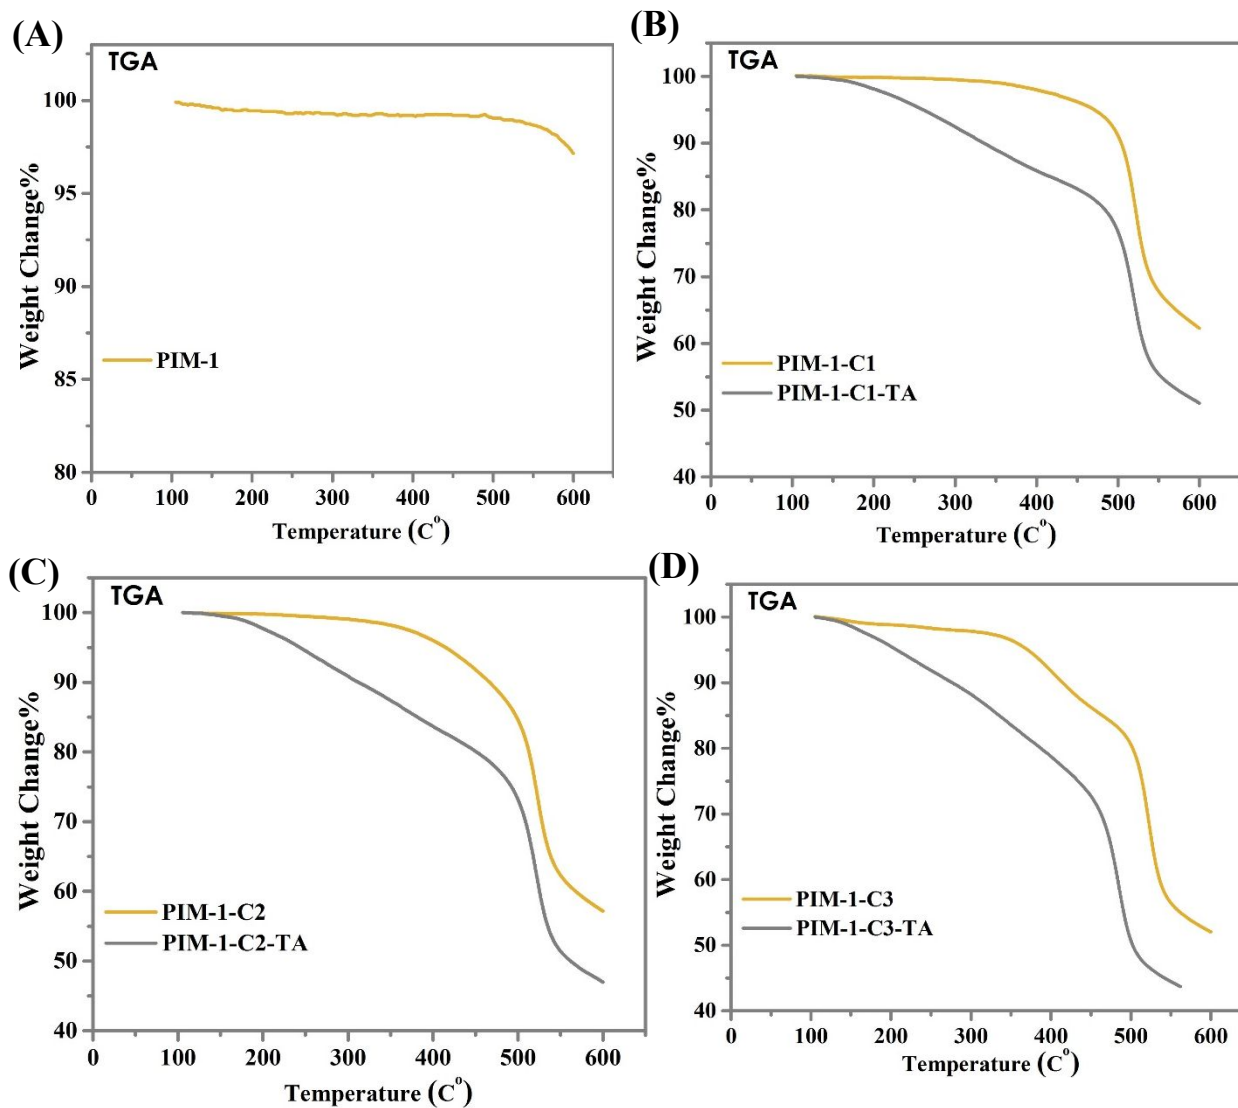 (A)
TGA
100
95
90
85
80
Weight Change%
PIM-1
0 100 200 300 400 500 600
Temperature (C°)
(B)
TGA
100
90
80
70
60
50
40
Weight Change%
PIM-1-C1
PIM-1-C1-TA
0 100 200 300 400 500 600
Temperature (C°)
(C)
TGA
100
90
80
70
60
50
40
Weight Change%
PIM-1-C2
PIM-1-C2-TA
0 100 200 300 400 500 600
Temperature (C°)
(D)
TGA
100
90
80
70
60
50
40
Weight Change%
PIM-1-C3
PIM-1-C3-TA
0 100 200 300 400 500 600
Temperature (C°)